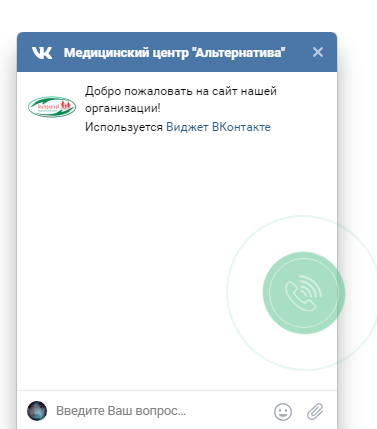 Медицинский центр "Альтернатива"
Добро пожаловать на сайт нашей
организации!
Используется Виджет ВКонтакте
Введите Ваш вопрос...